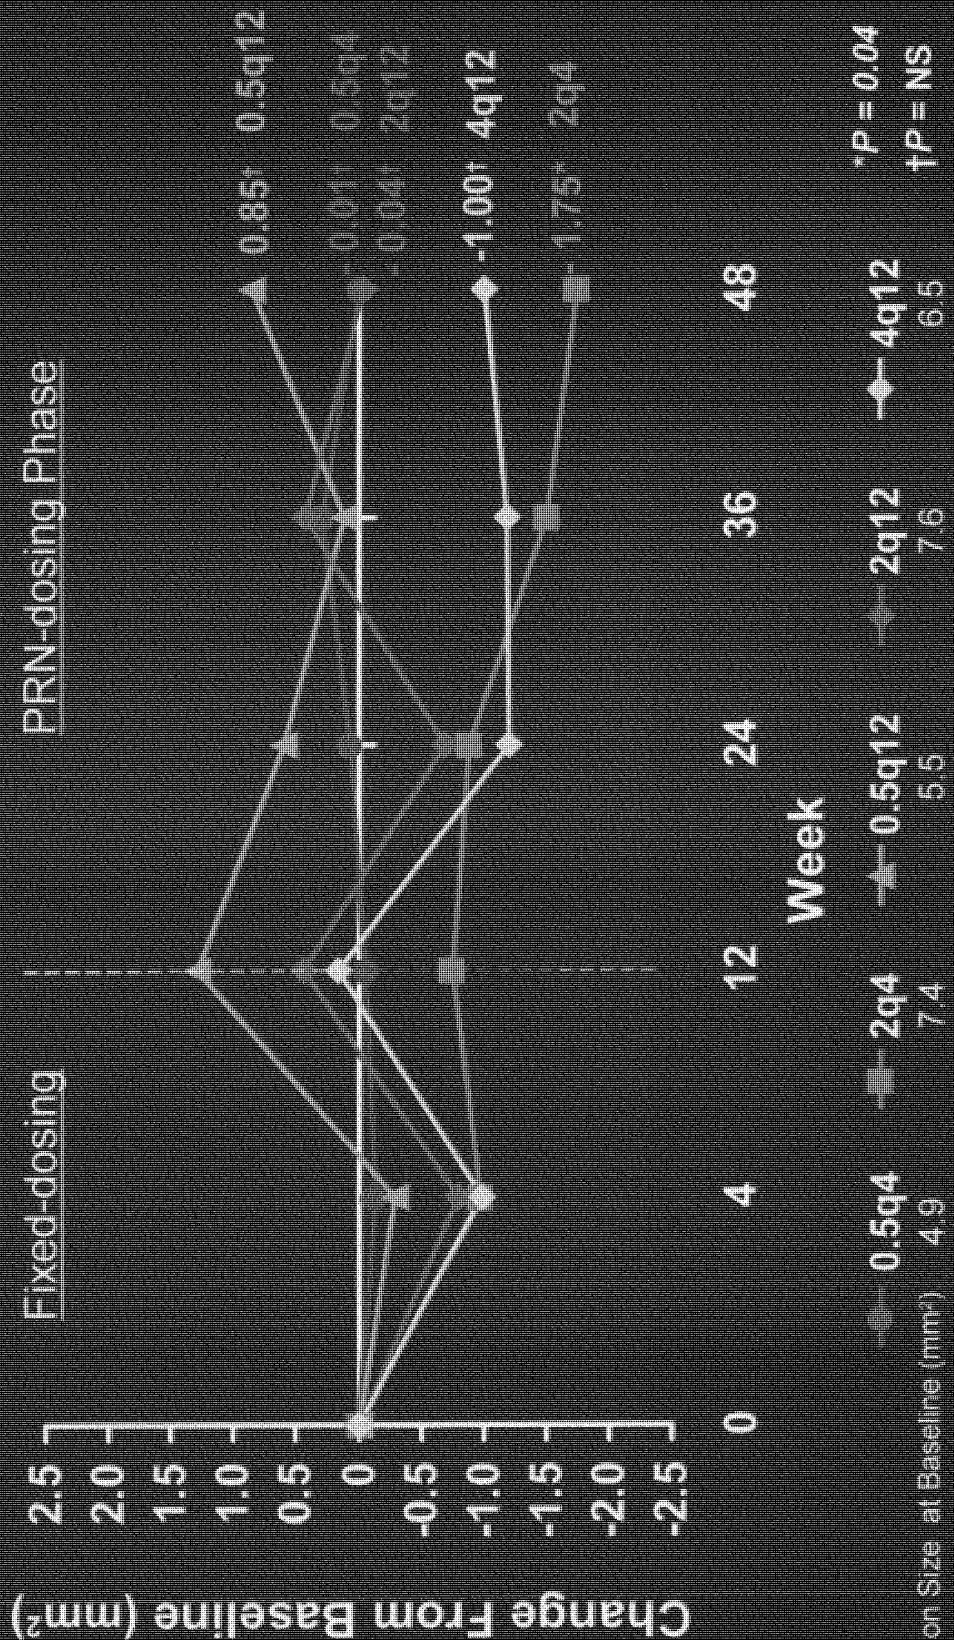 Fixed-dosing PRN-dosing Phase
Change From Baseline (mm²)
2.5
2.0
1.5
1.0
0.5
0
-0.5
-1.0
-1.5
-2.0
-2.5
0.85† 0.5q12
-0.01† 0.5q4
-0.04† 2q12
-1.00† 4q12
-1.75* 2q4
0 4 12 24 36 48
Week
*P = 0.04
†P = NS
0.5q4 2q4 0.5q12 2q12 4q12
on Size at Baseline (mm²) 4.9 7.4 5.5 7.6 6.5